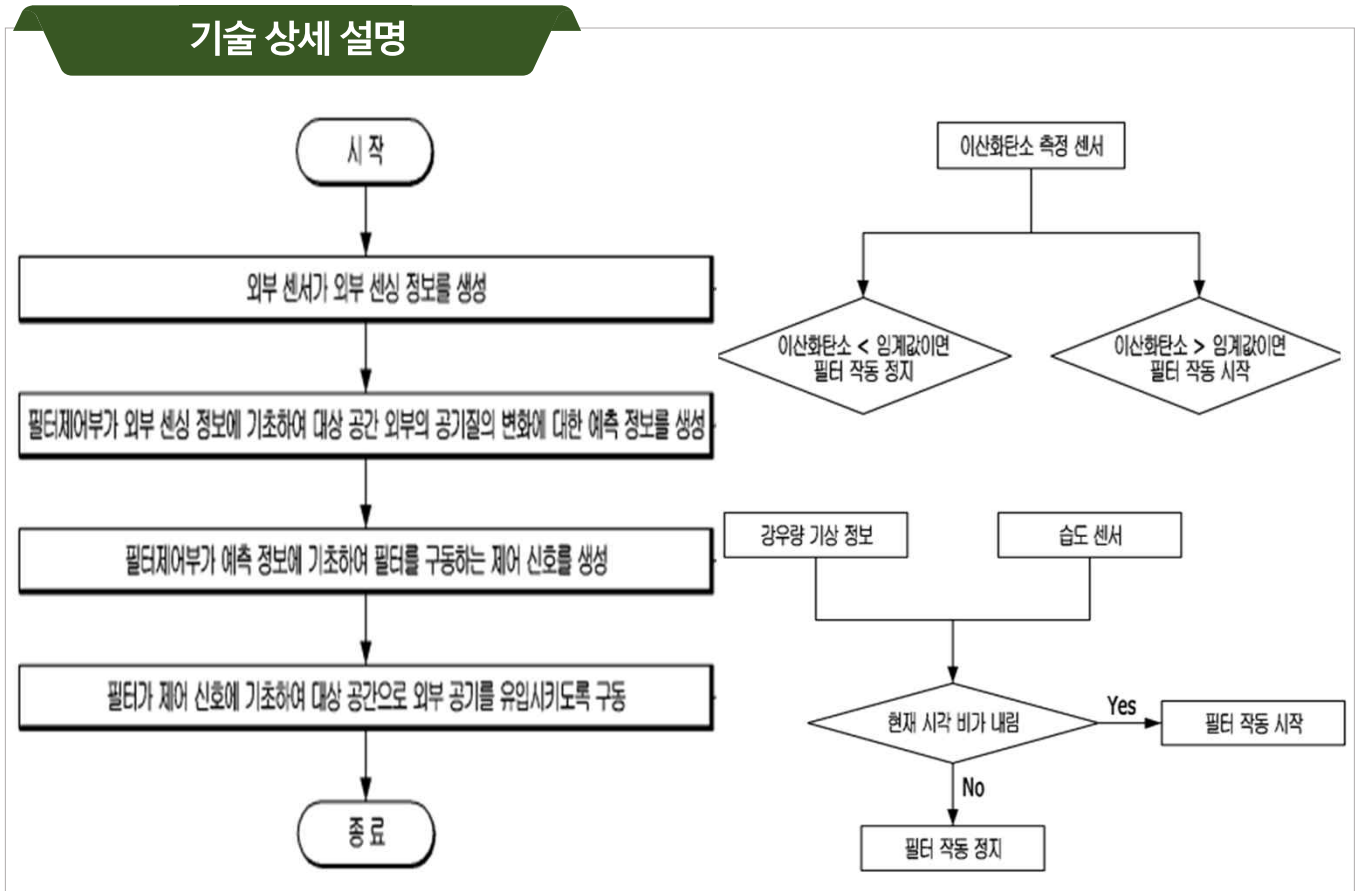 기술 상세 설명
시 작
외부 센서가 외부 센싱 정보를 생성
필터제어부가 외부 센싱 정보에 기초하여 대상 공간 외부의 공기질의 변화에 대한 예측 정보를 생성
필터제어부가 예측 정보에 기초하여 필터를 구동하는 제어 신호를 생성
필터가 제어 신호에 기초하여 대상 공간으로 외부 공기를 유입시키도록 구동
종 료
이산화탄소 측정 센서
이산화탄소 < 임계값이면
필터 작동 정지
이산화탄소 > 임계값이면
필터 작동 시작
강우량 기상 정보
습도 센서
현재 시각 비가 내림
Yes
필터 작동 시작
No
필터 작동 정지